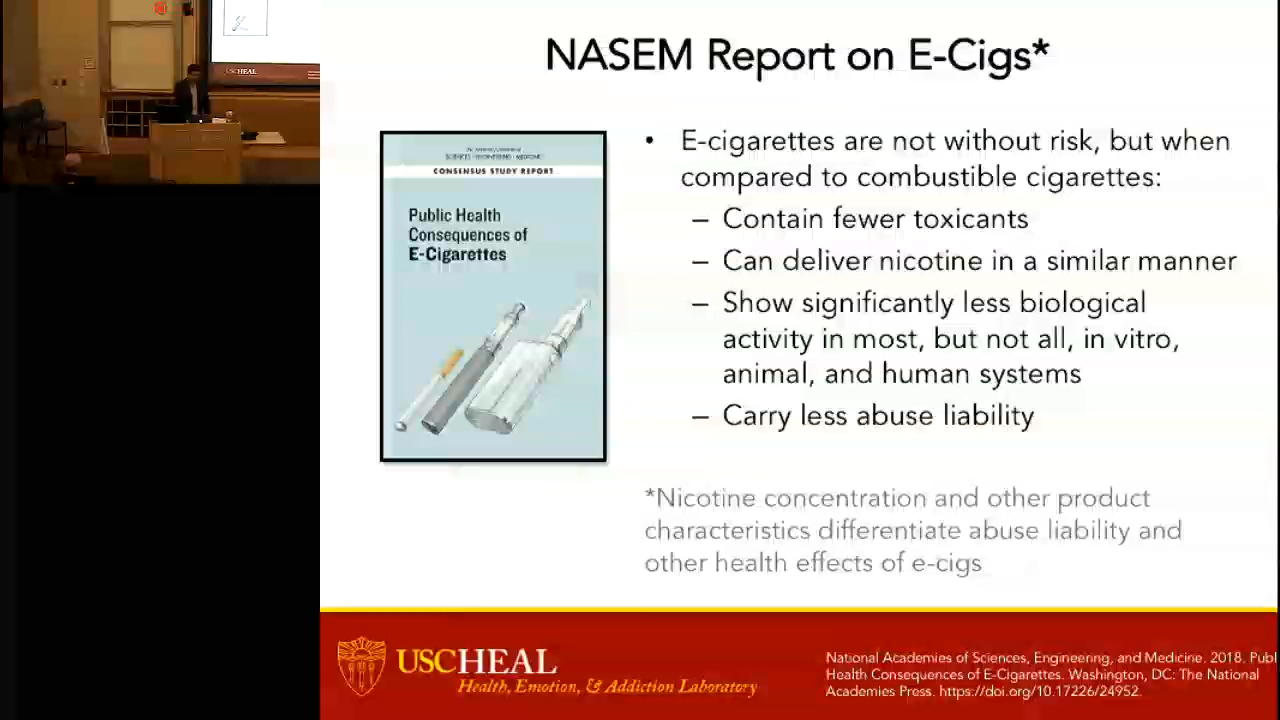 USCHEAL
NASEM Report on E-Cigs*
SCIENCES • ENGINEERING • MEDICINE
CONSENSUS STUDY REPORT
Public Health
Consequences of
E-Cigarettes
• E-cigarettes are not without risk, but when
compared to combustible cigarettes:
– Contain fewer toxicants
– Can deliver nicotine in a similar manner
– Show significantly less biological
activity in most, but not all, in vitro,
animal, and human systems
– Carry less abuse liability
*Nicotine concentration and other product
characteristics differentiate abuse liability and
other health effects of e-cigs
USCHEAL
Health, Emotion, & Addiction Laboratory
National Academies of Sciences, Engineering, and Medicine. 2018. Publ
Health Consequences of E-Cigarettes. Washington, DC: The National
Academies Press. https://doi.org/10.17226/24952.